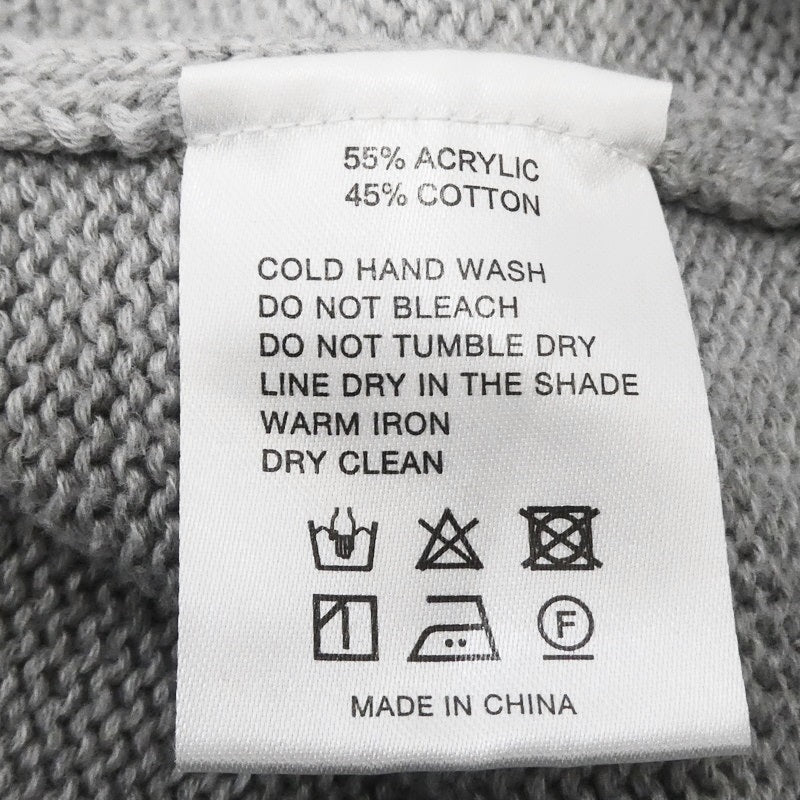 55% ACRYLIC
45% COTTON
COLD HAND WASH
DO NOT BLEACH
DO NOT TUMBLE DRY
LINE DRY IN THE SHADE
WARM IRON
DRY CLEAN
F
MADE IN CHINA